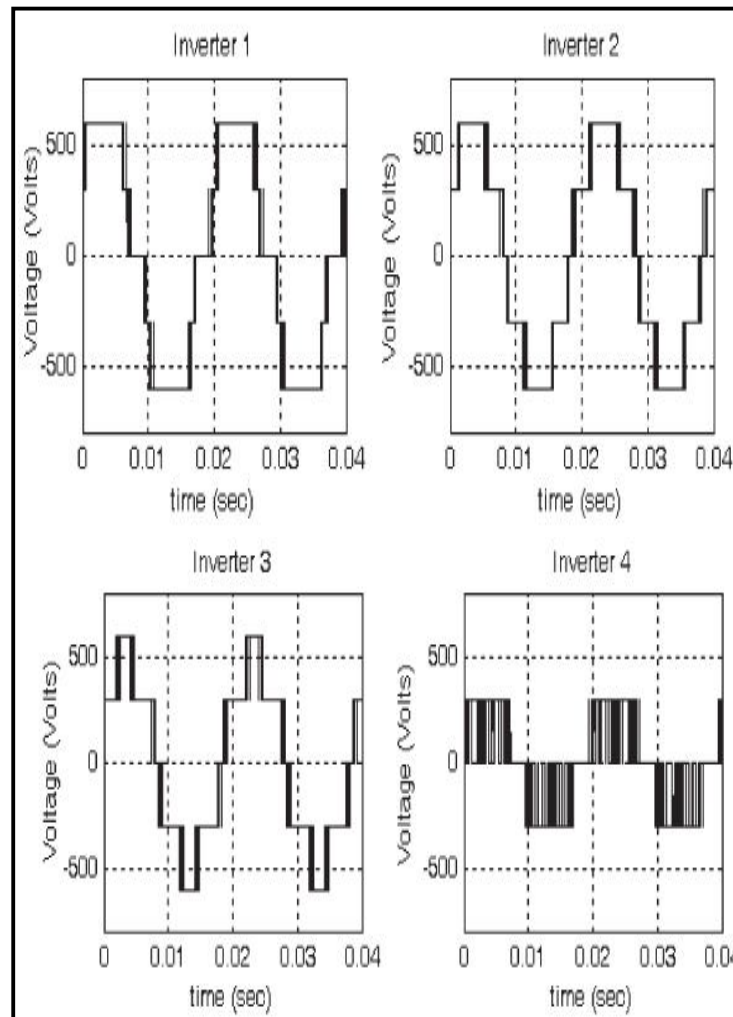 Inverter 1
Voltage (Volts)
500
0
-500
0 0.01 0.02 0.03 0.04
time (sec)
Inverter 2
Voltage (Volts)
500
0
-500
0 0.01 0.02 0.03 0.04
time (sec)
Inverter 3
Voltage (Volts)
500
0
-500
0 0.01 0.02 0.03 0.04
time (sec)
Inverter 4
Voltage (Volts)
500
0
-500
0 0.01 0.02 0.03 0.04
time (sec)